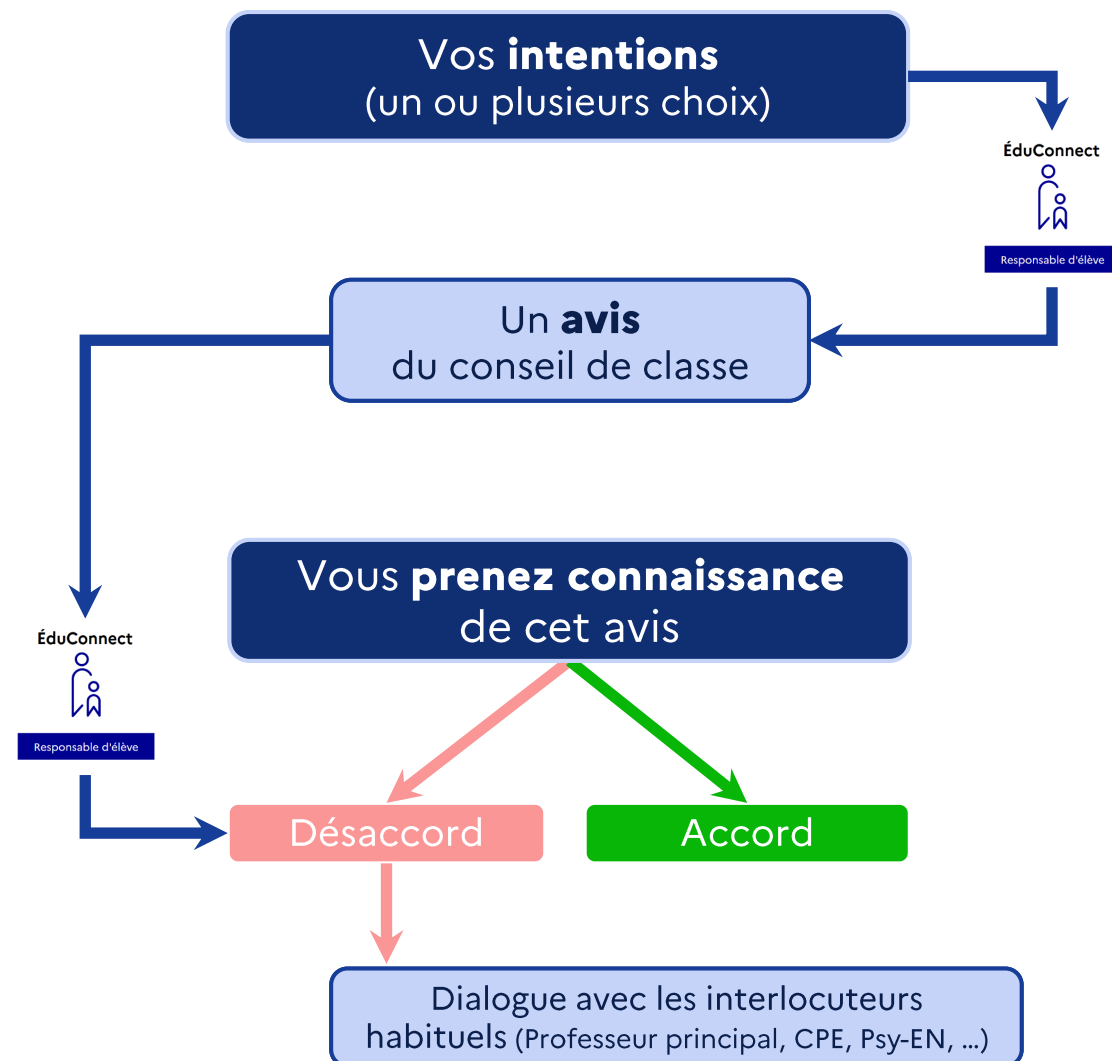 Vos intentions
(un ou plusieurs choix)
ÉduConnect
Responsable d'élève
Un avis
du conseil de classe
Vous prenez connaissance
de cet avis
ÉduConnect
Responsable d'élève
Désaccord
Accord
Dialogue avec les interlocuteurs
habituels (Professeur principal, CPE, Psy-EN, ...)